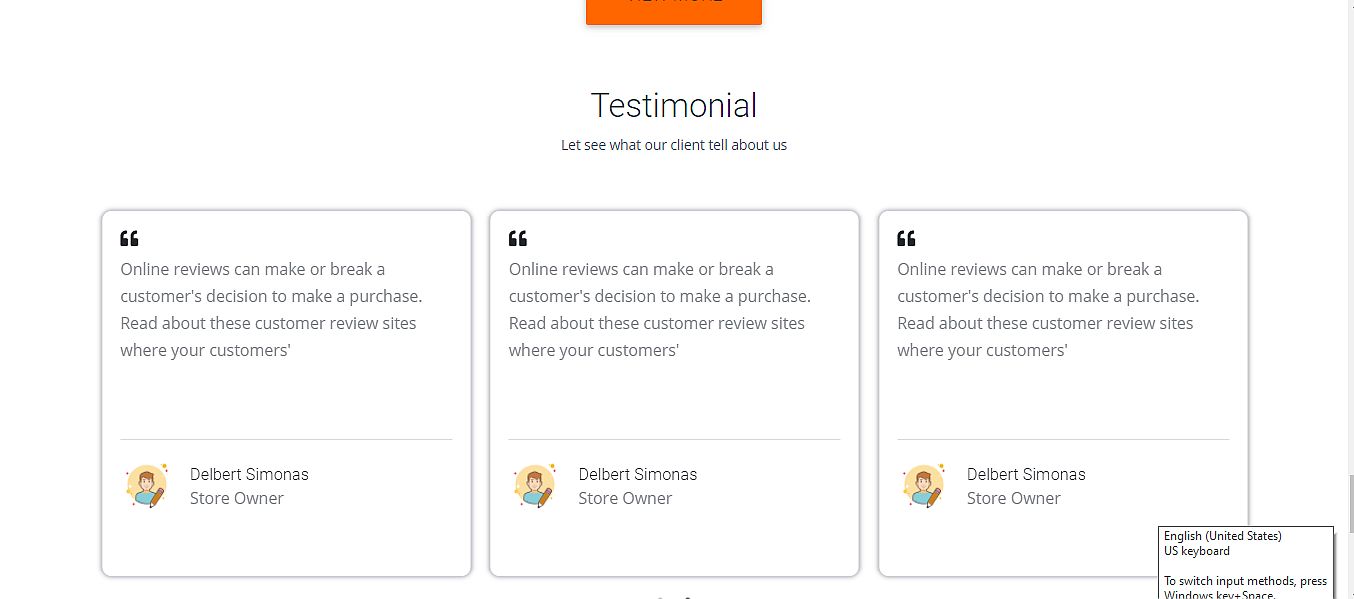 Testimonial
Let see what our client tell about us
Online reviews can make or break a
customer's decision to make a purchase.
Read about these customer review sites
where your customers'
Delbert Simonas
Store Owner
Online reviews can make or break a
customer's decision to make a purchase.
Read about these customer review sites
where your customers'
Delbert Simonas
Store Owner
Online reviews can make or break a
customer's decision to make a purchase.
Read about these customer review sites
where your customers'
Delbert Simonas
Store Owner
English (United States)
US keyboard
To switch input methods, press
Windows key+Space.